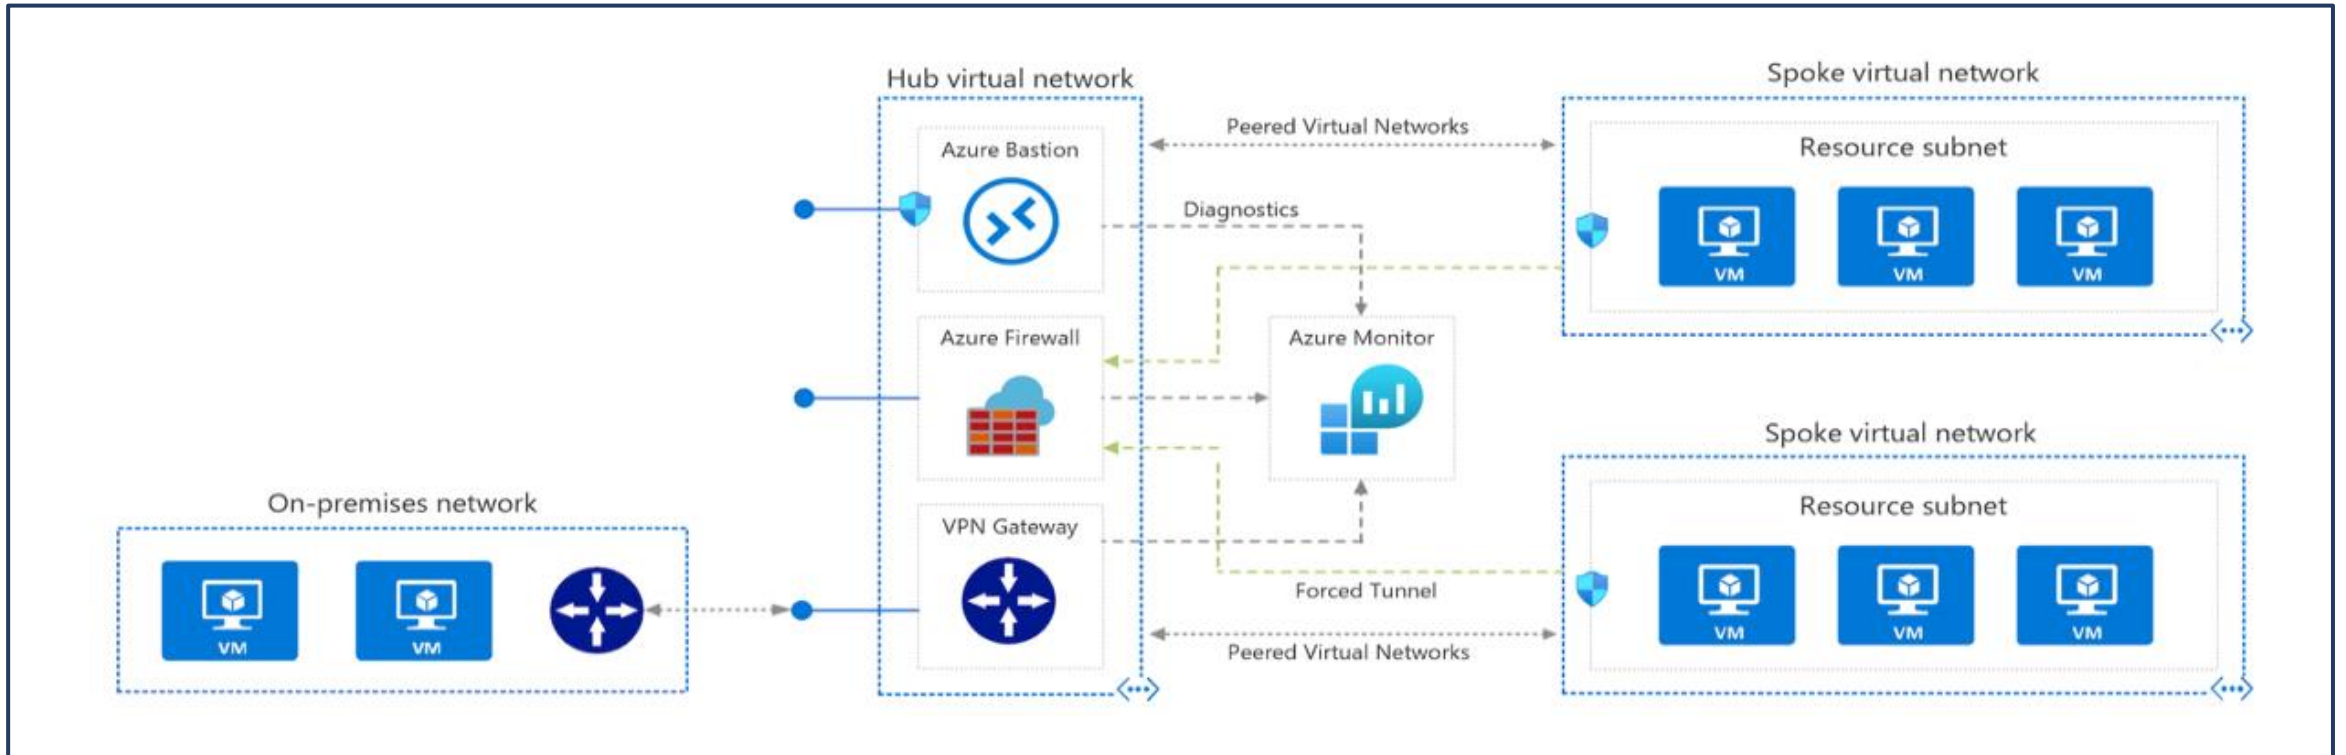 Hub virtual network
Spoke virtual network
Peered Virtual Networks
Azure Bastion
Resource subnet
Diagnostics
VM
VM
VM
Azure Firewall
Azure Monitor
Spoke virtual network
On-premises network
Resource subnet
VPN Gateway
Forced Tunnel
VM
VM
VM
VM
VM
Peered Virtual Networks